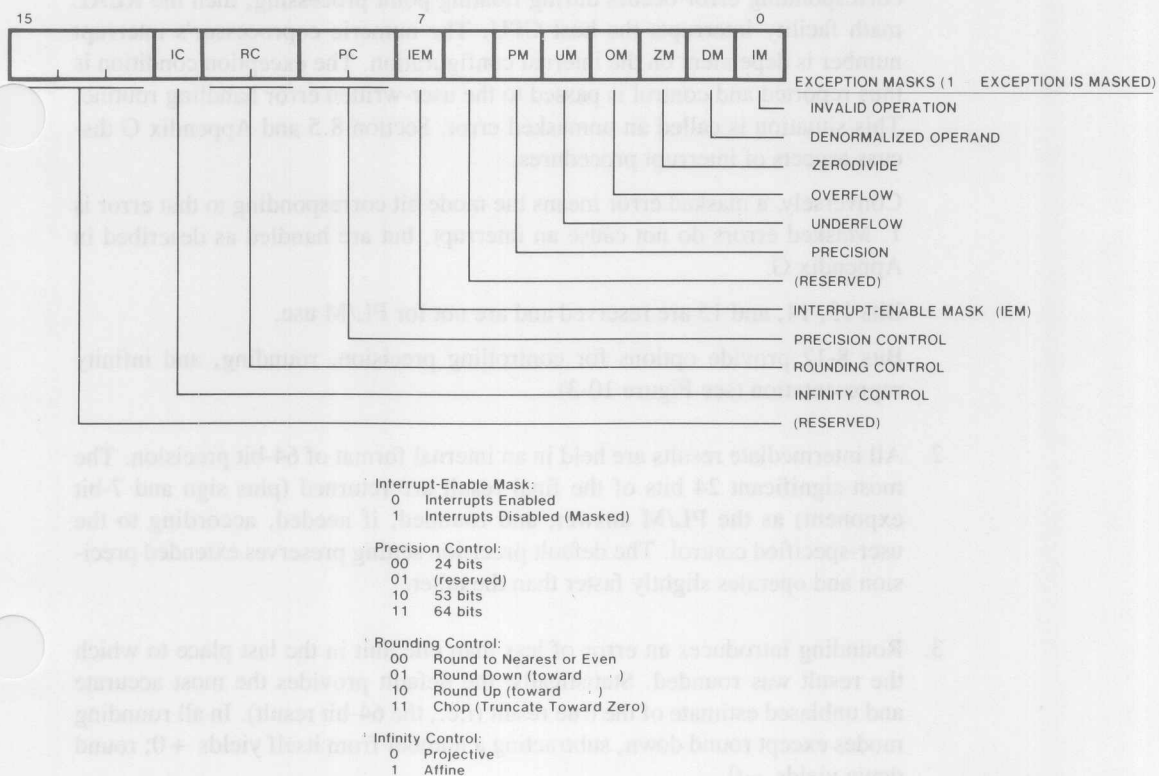 15 7 0
IC RC PC IEM PM UM OM ZM DM IM
EXCEPTION MASKS (1 EXCEPTION IS MASKED)
INVALID OPERATION
DENORMALIZED OPERAND
ZERODIVIDE
OVERFLOW
UNDERFLOW
PRECISION
(RESERVED)
INTERRUPT-ENABLE MASK (IEM)
PRECISION CONTROL
ROUNDING CONTROL
INFINITY CONTROL
(RESERVED)
Interrupt-Enable Mask:
0 Interrupts Enabled
1 Interrupts Disabled (Masked)
Precision Control:
00 24 bits
01 (reserved)
10 53 bits
11 64 bits
Rounding Control:
00 Round to Nearest or Even
01 Round Down (toward )
10 Round Up (toward )
11 Chop (Truncate Toward Zero)
Infinity Control:
0 Projective
1 Affine